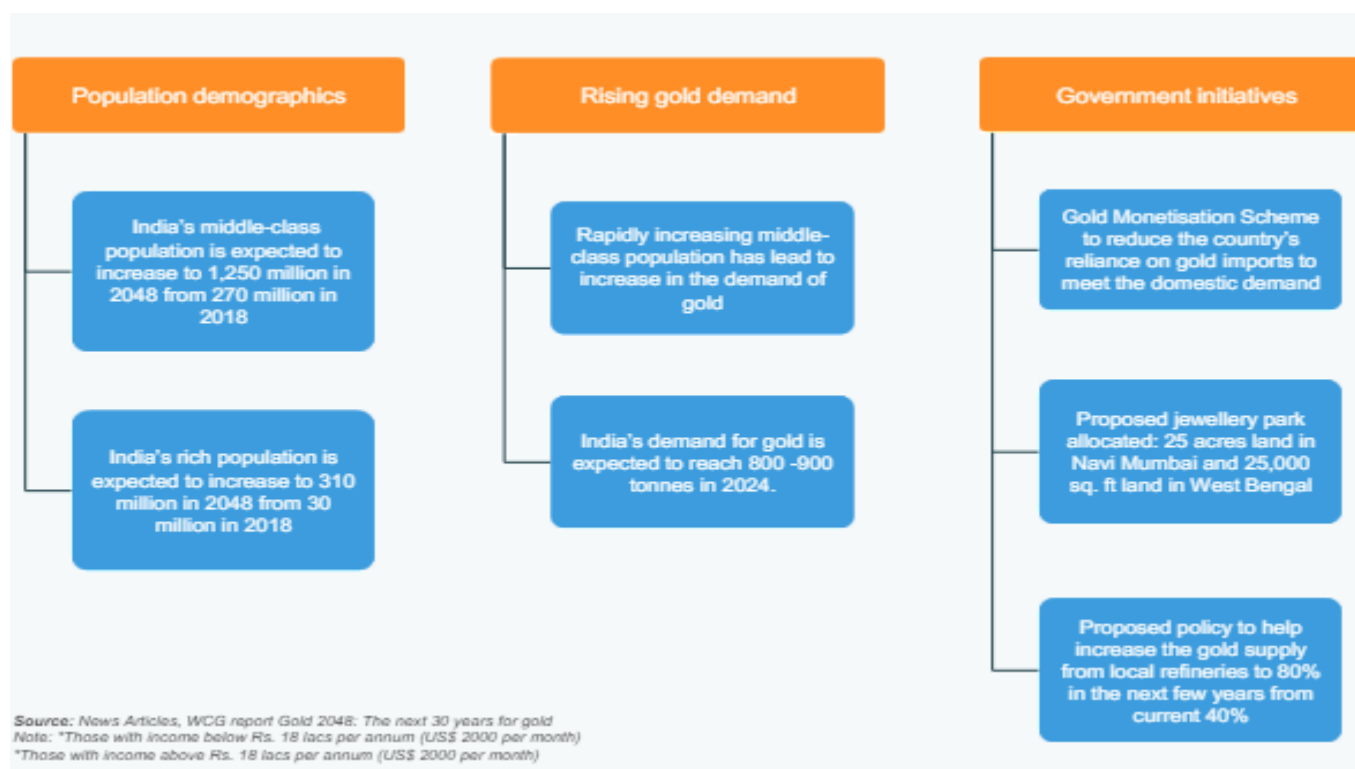 Population demographics
India's middle-class
population is expected to
increase to 1,250 million in
2048 from 270 million in
2018
India's rich population is
expected to increase to 310
million in 2048 from 30
million in 2018
Rising gold demand
Rapidly increasing middle-
class population has lead to
increase in the demand of
gold
India's demand for gold is
expected to reach 800 -900
tonnes in 2024.
Government initiatives
Gold Monetisation Scheme
to reduce the country's
reliance on gold imports to
meet the domestic demand
Proposed jewellery park
allocated: 25 acres land in
Navi Mumbai and 25,000
sq. ft land in West Bengal
Proposed policy to help
increase the gold supply
from local refineries to 80%
in the next few years from
current 40%
Source: News Articles, WCG report Gold 2048: The next 30 years for gold
Note: *Those with income below Rs. 18 lacs per annum (US$ 2000 per month)
*Those with income above Rs. 18 lacs per annum (US$ 2000 per month)